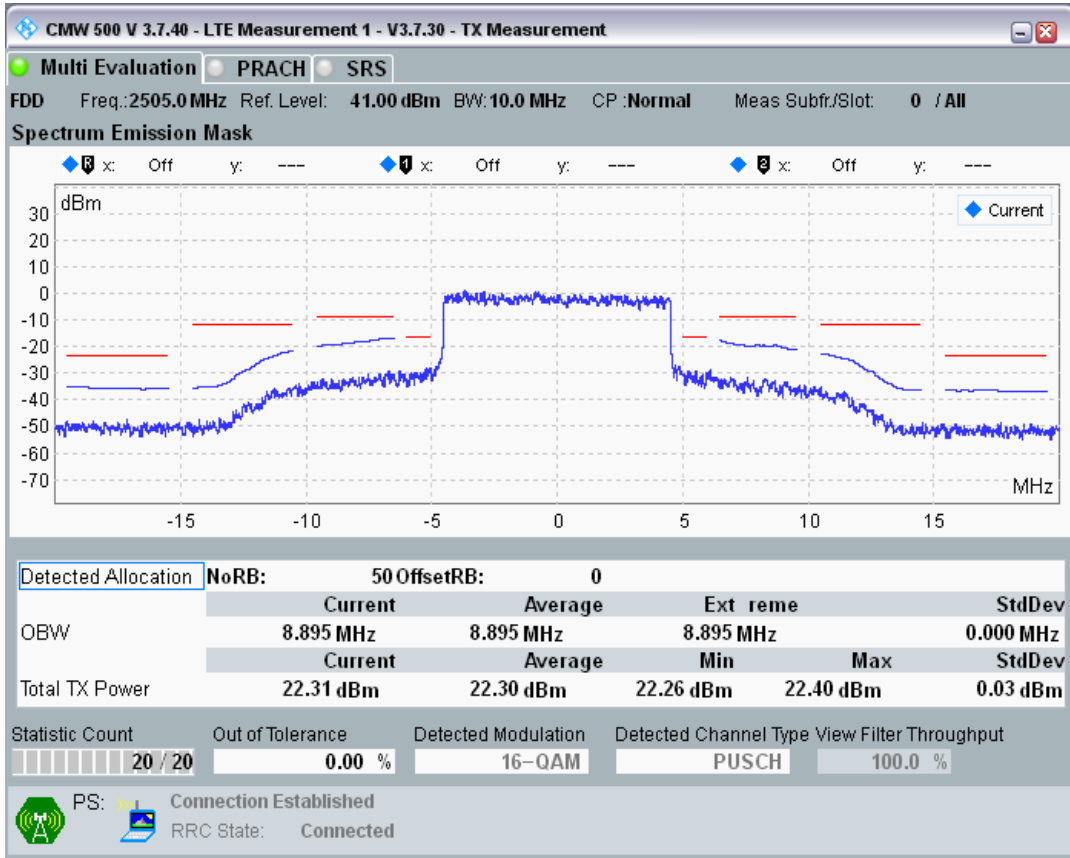 CMW 500 V 3.7.40 - LTE Measurement 1 - V3.7.30 - TX Measurement
Multi Evaluation PRACH SRS
FDD Freq.:2505.0 MHz Ref. Level: 41.00 dBm BW: 10.0 MHz CP :Normal Meas Subfr./Slot: 0 / All
Spectrum Emission Mask
R x: Off y: --- 1 x: Off y: --- 2 x: Off y: ---
dBm
Current
30
20
10
0
-10
-20
-30
-40
-50
-60
-70
MHz
-15 -10 -5 0 5 10 15
Detected Allocation NoRB: 50 OffsetRB: 0
Current Average Ext reme StdDev
OBW 8.895 MHz 8.895 MHz 8.895 MHz 0.000 MHz
Current Average Min Max StdDev
Total TX Power 22.31 dBm 22.30 dBm 22.26 dBm 22.40 dBm 0.03 dBm
Statistic Count Out of Tolerance Detected Modulation Detected Channel Type View Filter Throughput
20 / 20 0.00 % 16-QAM PUSCH 100.0 %
PS: Connection Established
RRC State: Connected